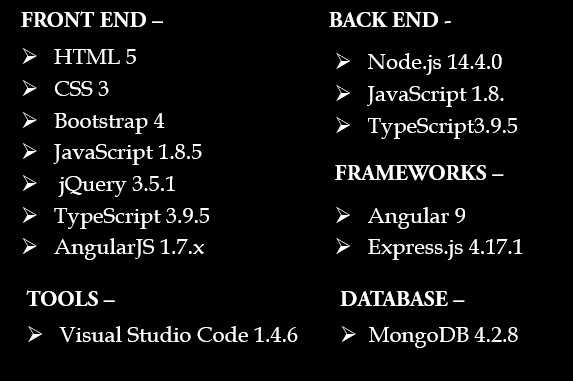 FRONT END –
➢ HTML 5
➢ CSS 3
➢ Bootstrap 4
➢ JavaScript 1.8.5
➢ jQuery 3.5.1
➢ TypeScript 3.9.5
➢ AngularJS 1.7.x
BACK END -
➢ Node.js 14.4.0
➢ JavaScript 1.8.
➢ TypeScript3.9.5
FRAMEWORKS –
➢ Angular 9
➢ Express.js 4.17.1
TOOLS –
➢ Visual Studio Code 1.4.6
DATABASE –
➢ MongoDB 4.2.8